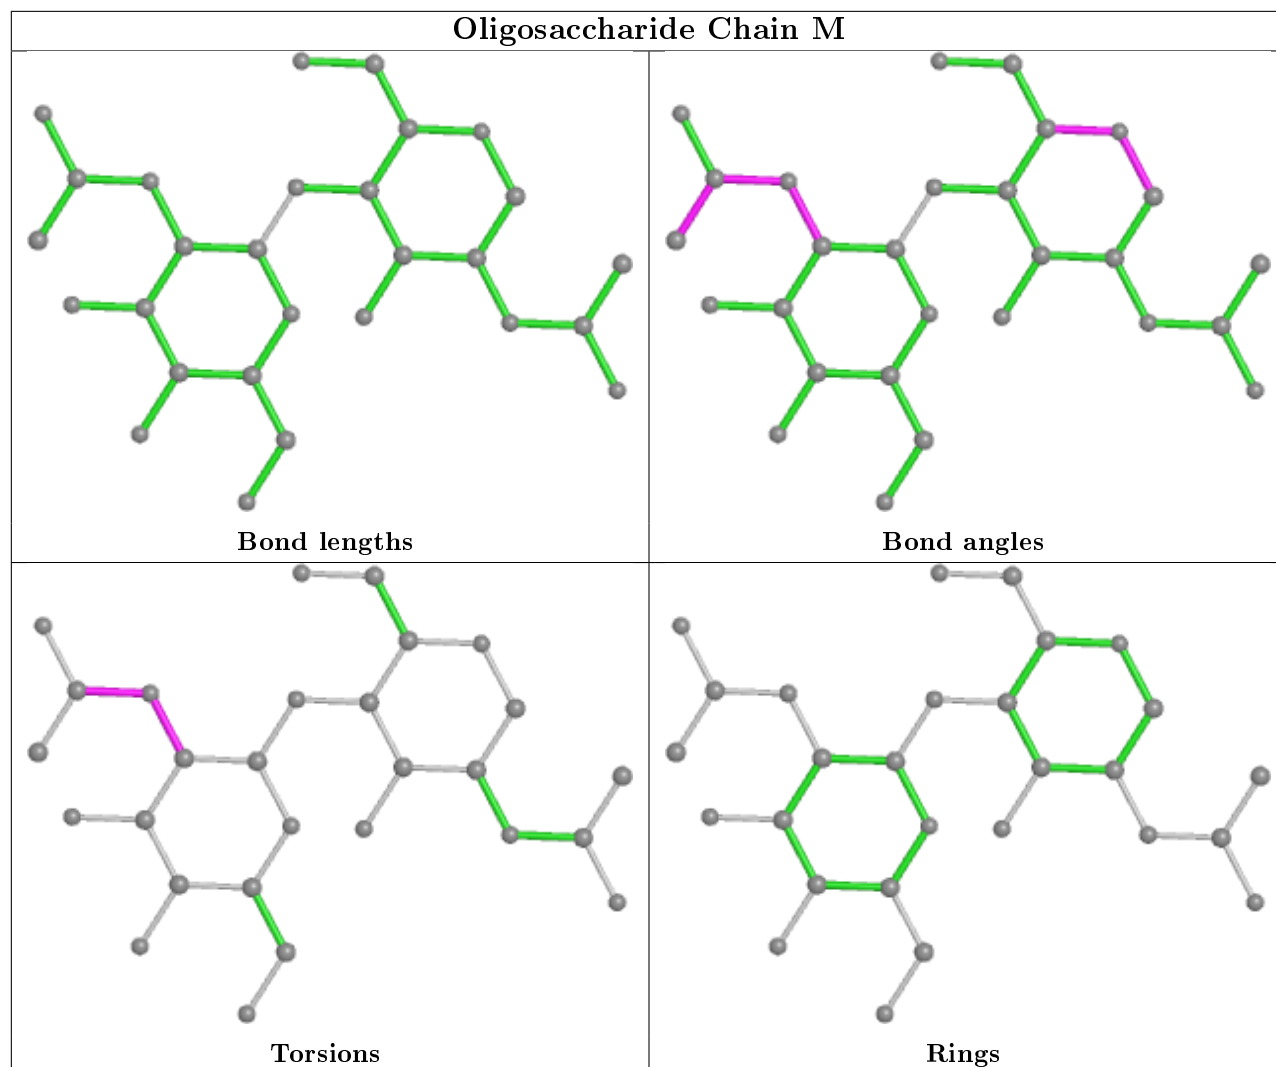 Oligosaccharide Chain M
Bond lengths
Bond angles
Torsions
Rings